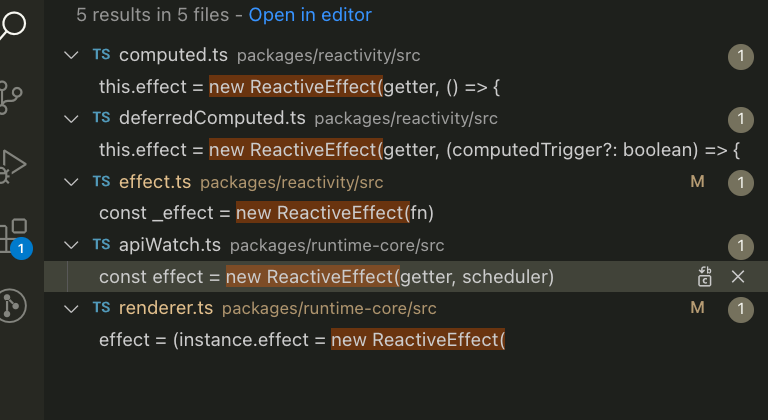 5 results in 5 files - Open in editor
TS computed.ts packages/reactivity/src 1
this.effect = new ReactiveEffect(getter, () => {
TS deferredComputed.ts packages/reactivity/src 1
this.effect = new ReactiveEffect(getter, (computedTrigger?: boolean) => {
TS effect.ts packages/reactivity/src M 1
const _effect = new ReactiveEffect(fn)
1
TS apiWatch.ts packages/runtime-core/src 1
const effect = new ReactiveEffect(getter, scheduler)
TS renderer.ts packages/runtime-core/src M 1
effect = (instance.effect = new ReactiveEffect(